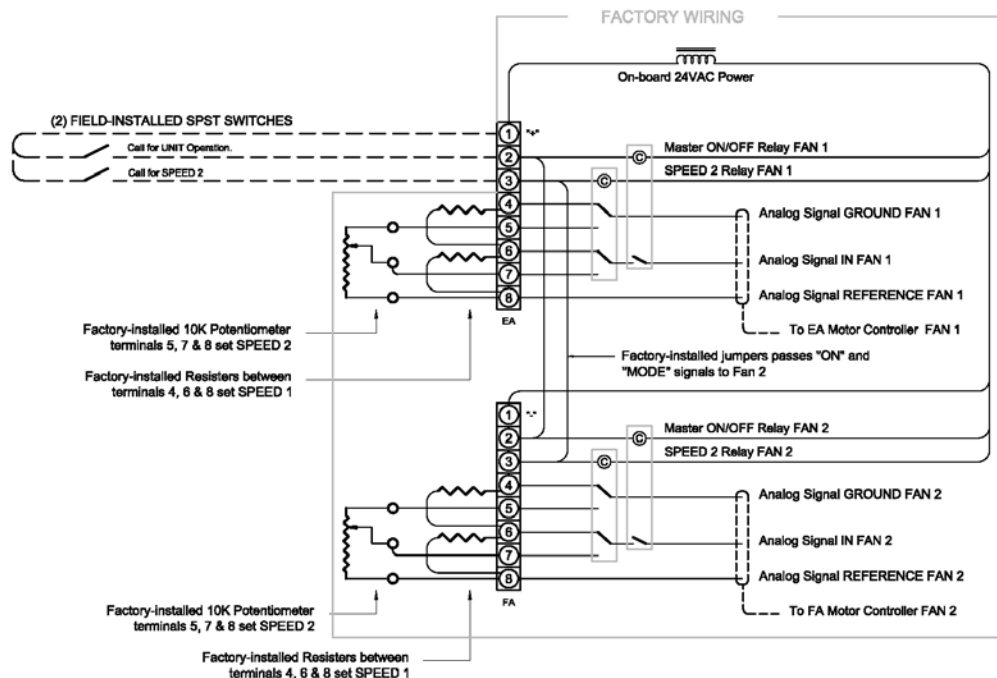 FACTORY WIRING
On-board 24VAC Power
(2) FIELD-INSTALLED SPST SWITCHES
Call for UNIT Operation.
Call for SPEED 2
1 "+"
2
3
4
5
6
7
8
EA
C
C
Master ON/OFF Relay FAN 1
SPEED 2 Relay FAN 1
Analog Signal GROUND FAN 1
Analog Signal IN FAN 1
Analog Signal REFERENCE FAN 1
To EA Motor Controller FAN 1
Factory-installed 10K Potentiometer
terminals 5, 7 & 8 set SPEED 2
Factory-installed Resisters between
terminals 4, 6 & 8 set SPEED 1
Factory-installed jumpers passes "ON" and
"MODE" signals to Fan 2
1 "-"
2
3
4
5
6
7
8
FA
C
C
Master ON/OFF Relay FAN 2
SPEED 2 Relay FAN 2
Analog Signal GROUND FAN 2
Analog Signal IN FAN 2
Analog Signal REFERENCE FAN 2
To FA Motor Controller FAN 2
Factory-installed 10K Potentiometer
terminals 5, 7 & 8 set SPEED 2
Factory-installed Resisters between
terminals 4, 6 & 8 set SPEED 1